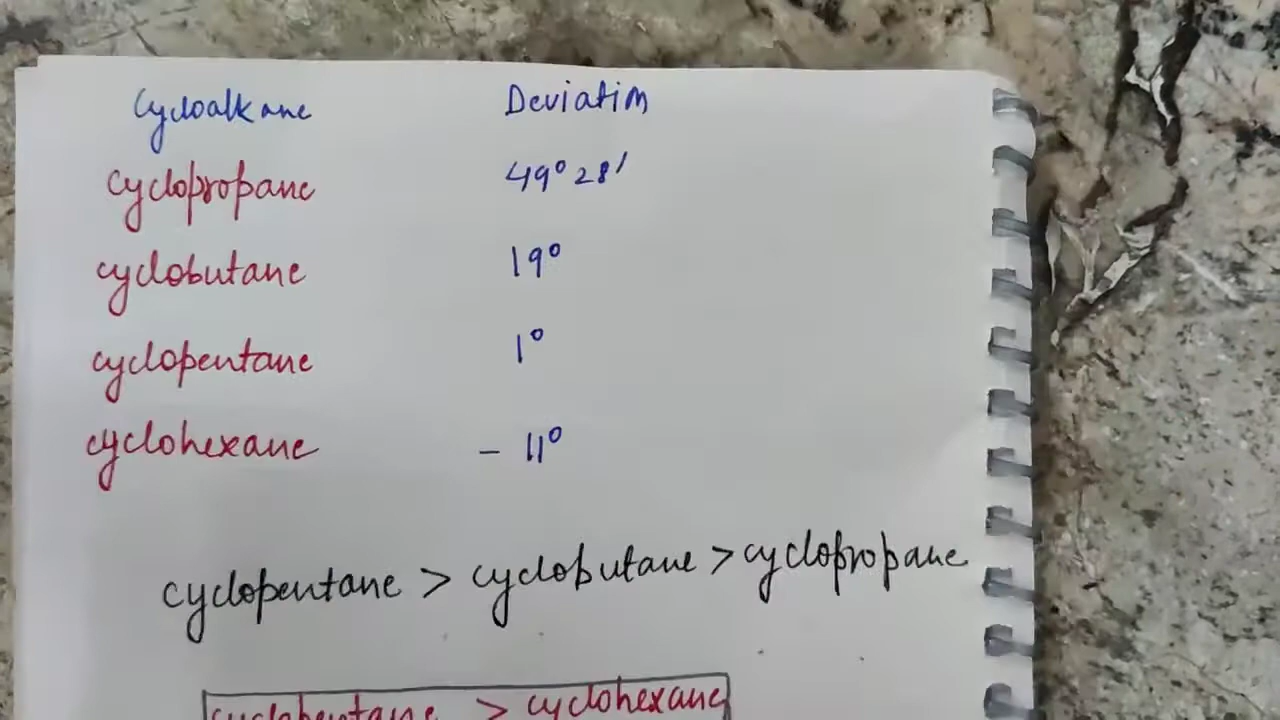 Cycloalkane Deviation
Cyclopropane 49° 28'
cyclobutane 19°
cyclopentane 1°
cyclohexane - 11°
cyclopentane > cyclobutane > cyclopropane
cyclopentane > cyclohexane